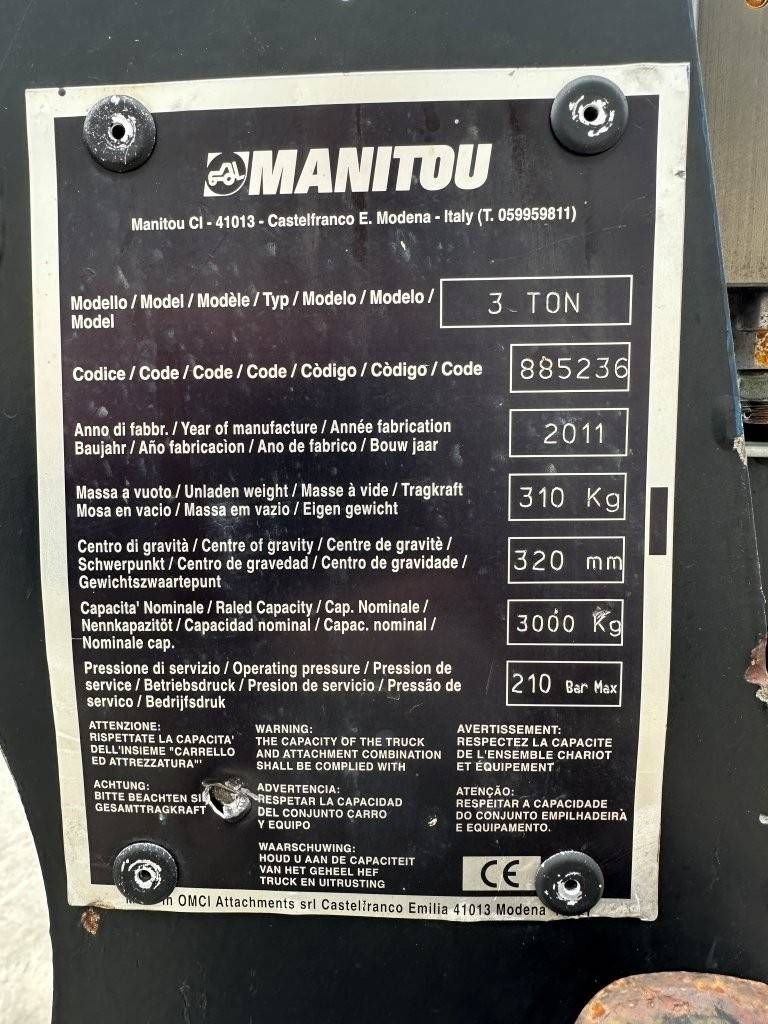 MANITOU
Manitou CI - 41013 - Castelfranco E. Modena - Italy (T. 059959811)
Modello / Model / Modèle / Typ / Modelo / Modelo /
Model
3 TON
Codice / Code / Code / Code / Còdigo / Còdigo / Code
885236
Anno di fabbr. / Year of manufacture / Année fabrication
Baujahr / Año fabricacìon / Ano de fabrico / Bouw jaar
2011
Massa a vuoto / Unladen weight / Masse à vide / Tragkraft
Mosa en vacio / Massa em vazio / Eigen gewicht
310 Kg
Centro di gravità / Centre of gravity / Centre de gravitè /
Schwerpunkt / Centro de gravedad / Centro de gravidade /
Gewichtszwaartepunt
320 mm
Capacita' Nominale / Raled Capacity / Cap. Nominale /
Nennkapazitöt / Capacidad nominal / Capac. nominal /
Nominale cap.
3000 Kg
Pressione di servizio / Operating pressure / Pression de
service / Betriebsdruck / Presion de servicio / Pressão de
servico / Bedrijfsdruk
210 Bar Max
ATTENZIONE:
RISPETTATE LA CAPACITA'
DELL'INSIEME "CARRELLO
ED ATTREZZATURA"'
ACHTUNG:
BITTE BEACHTEN SI
GESAMTTRAGKRAFT
WARNING:
THE CAPACITY OF THE TRUCK
AND ATTACHMENT COMBINATION
SHALL BE COMPLIED WITH
ADVERTENCIA:
RESPETAR LA CAPACIDAD
DEL CONJUNTO CARRO
Y EQUIPO
WAARSCHUWING:
HOUD U AAN DE CAPACITEIT
VAN HET GEHEEL HEF
TRUCK EN UITRUSTING
AVERTISSEMENT:
RESPECTEZ LA CAPACITE
DE L'ENSEMBLE CHARIOT
ET ÉQUIPEMENT
ATENÇÃO:
RESPEITAR A CAPACIDADE
DO CONJUNTO EMPILHADEIRÀ
E EQUIPAMENTO.
CE
in OMCI Attachments srl Castelfranco Emilia 41013 Modena